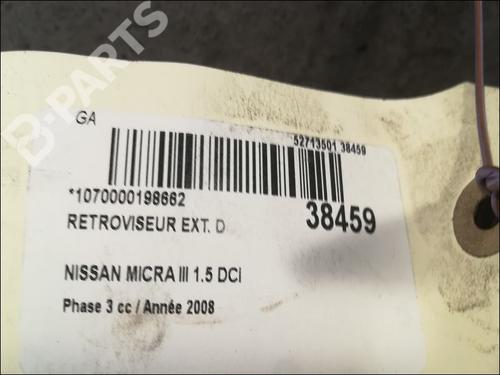 B-PARTS
GA
52713501 38459
*1070000198662
38459
RETROVISEUR EXT. D
NISSAN MICRA III 1.5 DCi
Phase 3 cc / Année 2008